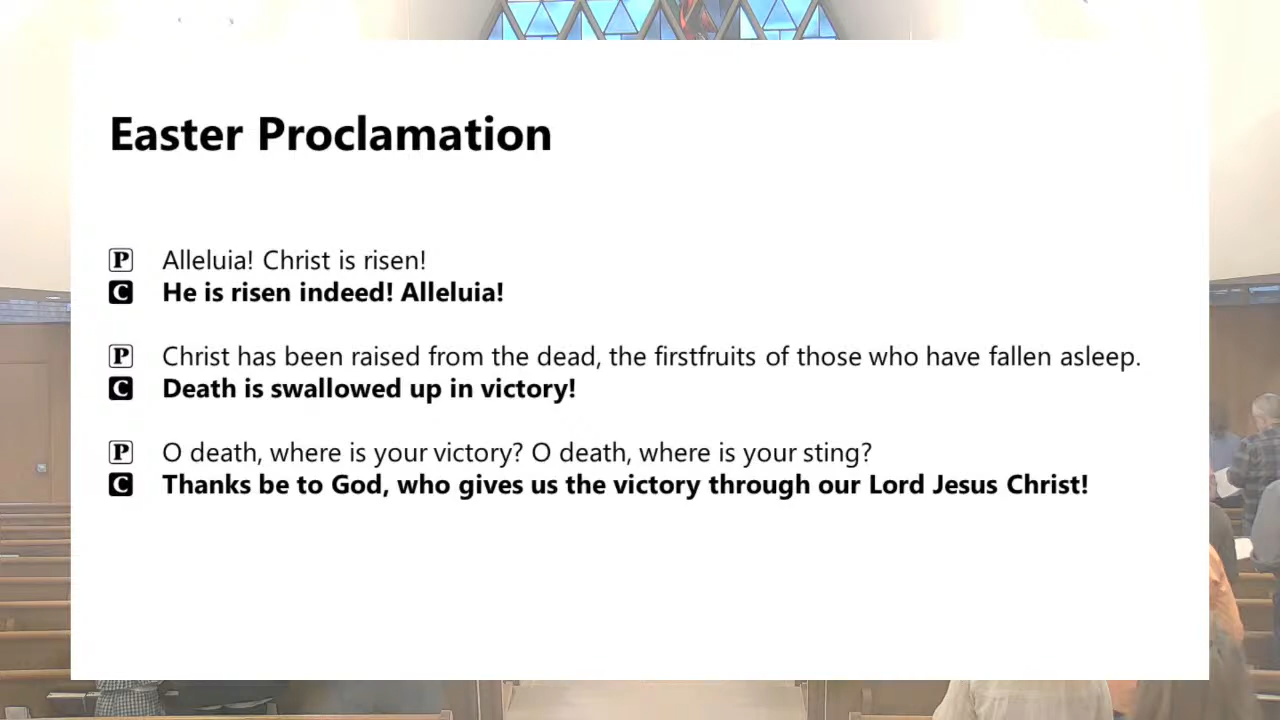 Easter Proclamation
P Alleluia! Christ is risen!
C He is risen indeed! Alleluia!
P Christ has been raised from the dead, the firstfruits of those who have fallen asleep.
C Death is swallowed up in victory!
P O death, where is your victory? O death, where is your sting?
C Thanks be to God, who gives us the victory through our Lord Jesus Christ!